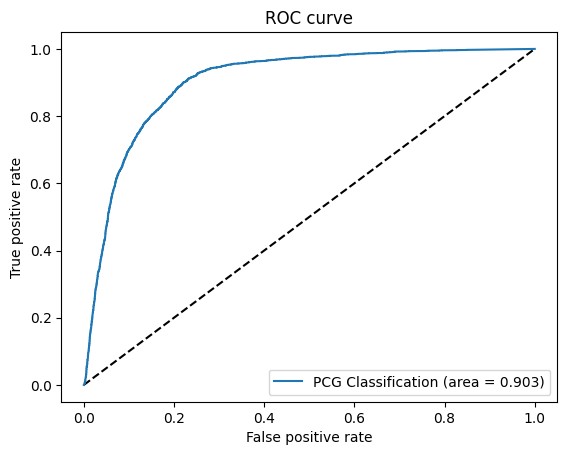 ROC curve
True positive rate
1.0
0.8
0.6
0.4
0.2
0.0
PCG Classification (area = 0.903)
0.0 0.2 0.4 0.6 0.8 1.0
False positive rate